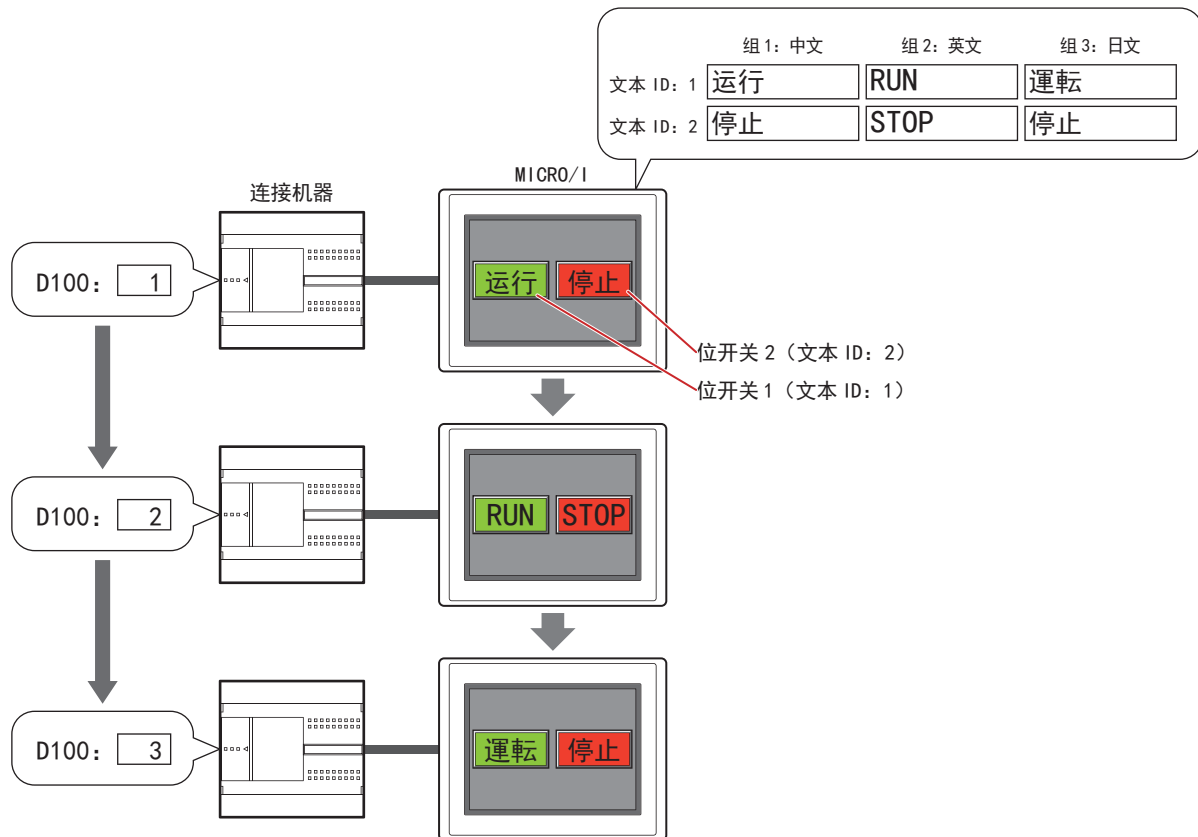 组1：中文 组2：英文 组3：日文
文本 ID：1 运行 RUN 運転
文本 ID：2 停止 STOP 停止
MICRO/I
连接机器
D100： 1
运行 停止
位开关2（文本 ID：2）
位开关1（文本 ID：1）
D100： 2
RUN STOP
D100： 3
運転 停止